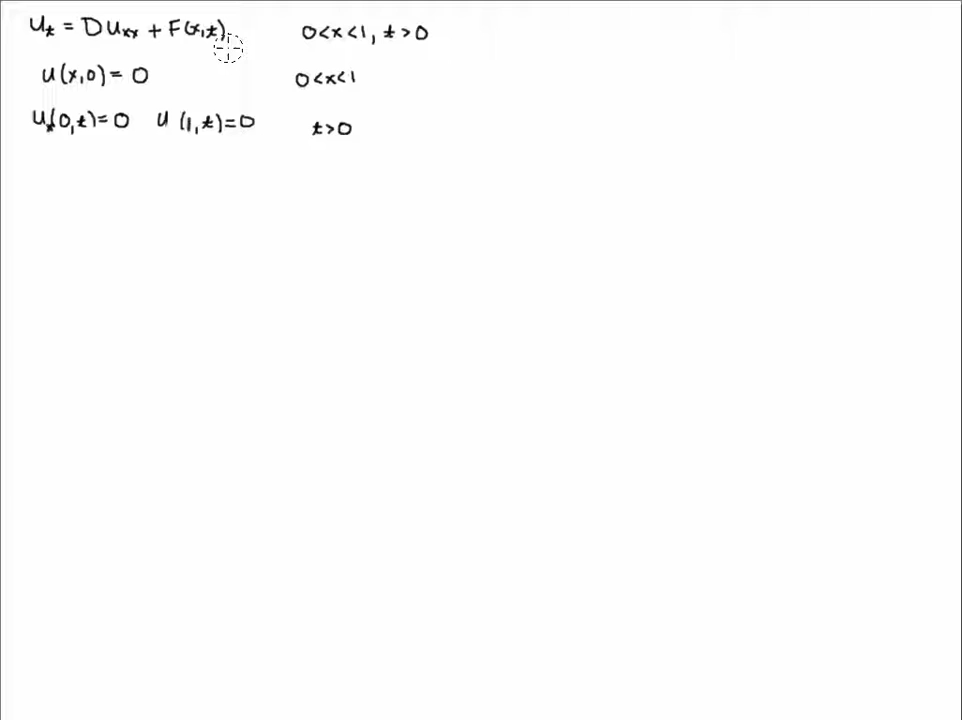 u_t = D u_xx + F(x,t), 0<x<1, t>0
u(x,0) = 0 0<x<1
u_x(0,t)=0 u(1,t)=0 t>0